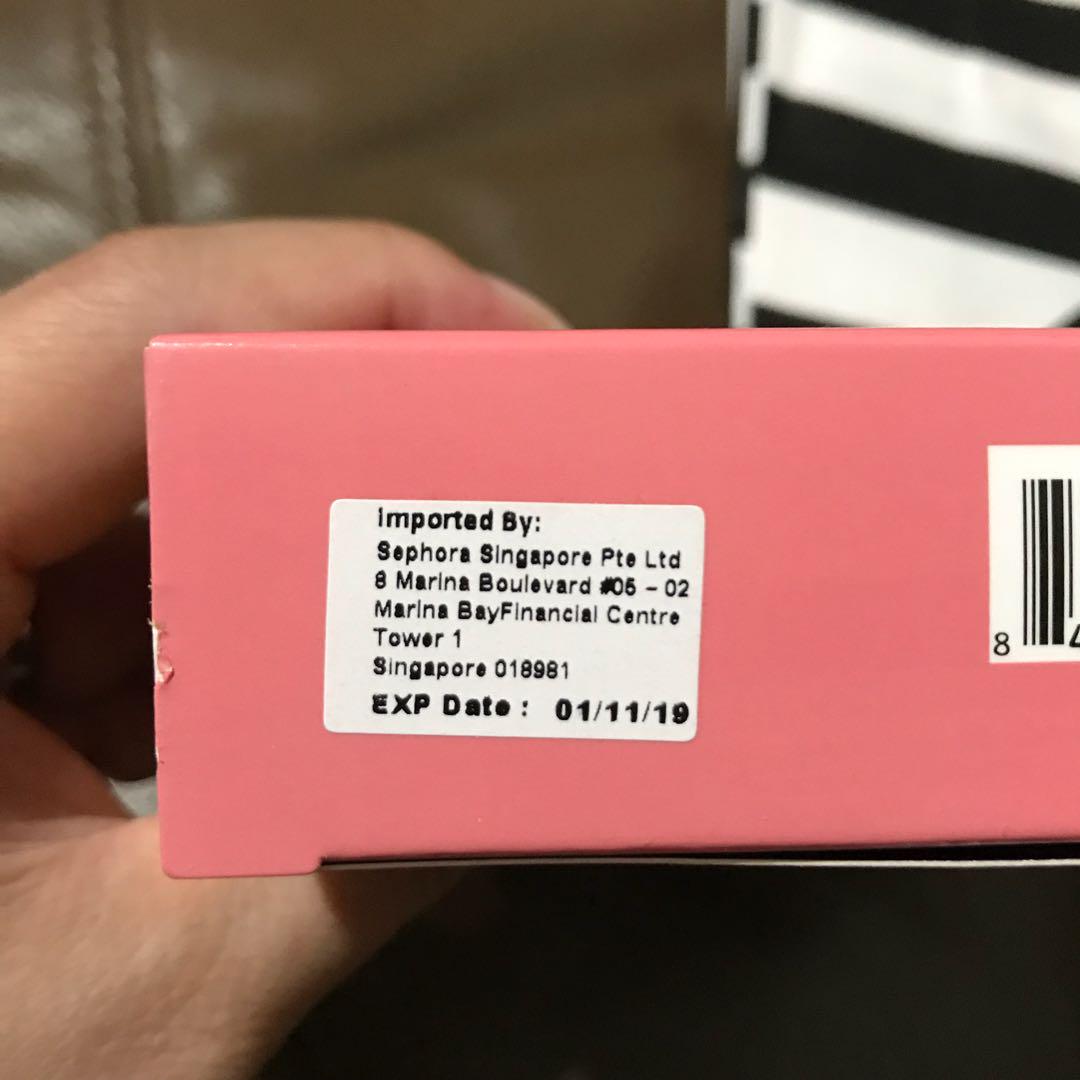 Imported By:
Sephora Singapore Pte Ltd
8 Marina Boulevard #05 - 02
Marina BayFinancial Centre
Tower 1
Singapore 018981
EXP Date : 01/11/19
8